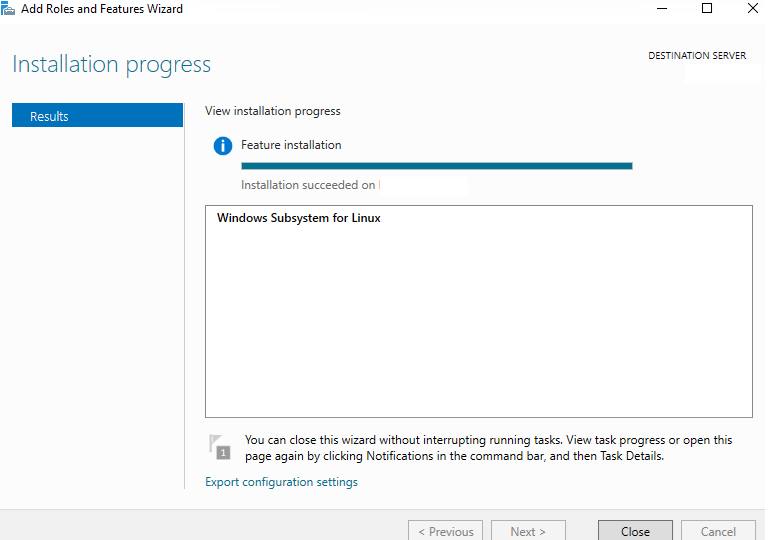 Add Roles and Features Wizard
Installation progress
DESTINATION SERVER
Results
View installation progress
Feature installation
Installation succeeded on
Windows Subsystem for Linux
1
You can close this wizard without interrupting running tasks. View task progress or open this
page again by clicking Notifications in the command bar, and then Task Details.
Export configuration settings
< Previous
Next >
Close
Cancel